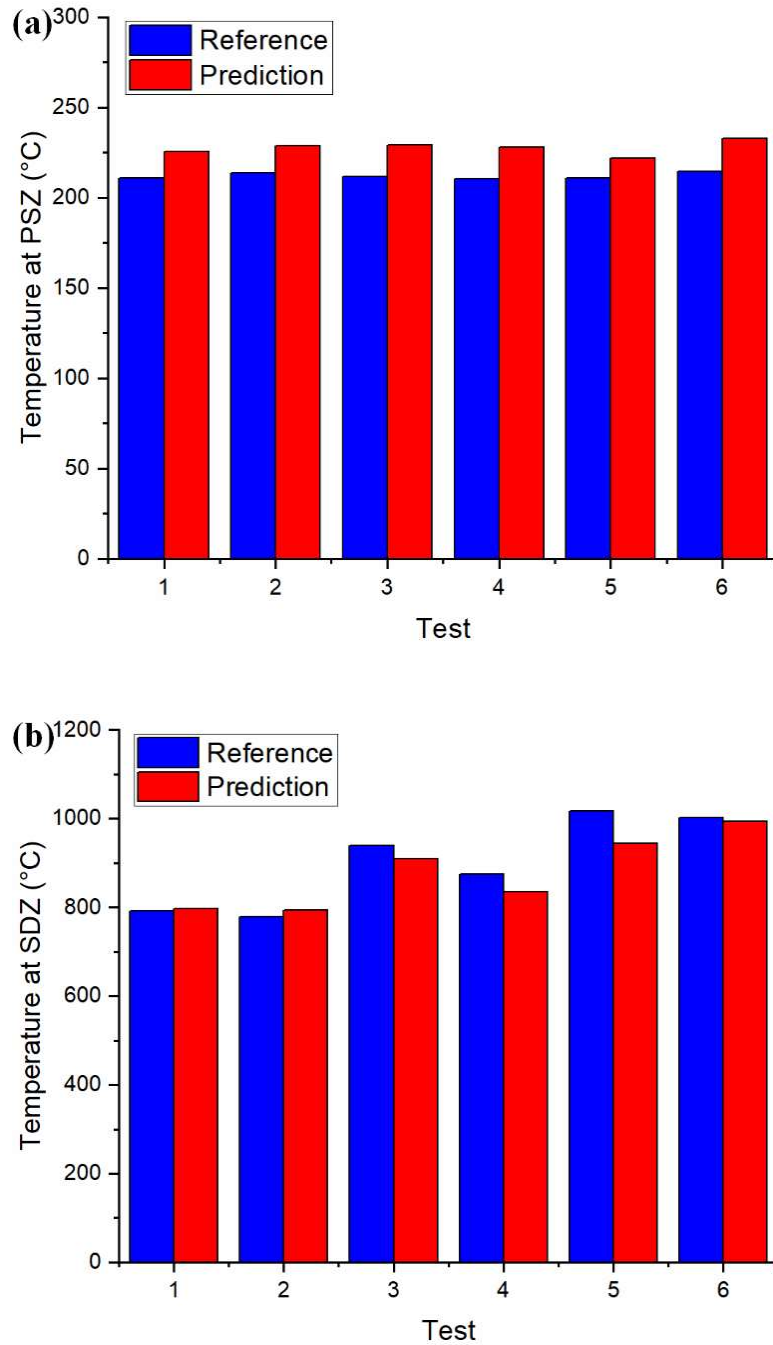 (a)
300
250
200
150
100
50
0
Temperature at PSZ (°C)
Reference
Prediction
1 2 3 4 5 6
Test
(b)
1200
1000
800
600
400
200
0
Temperature at SDZ (°C)
Reference
Prediction
1 2 3 4 5 6
Test